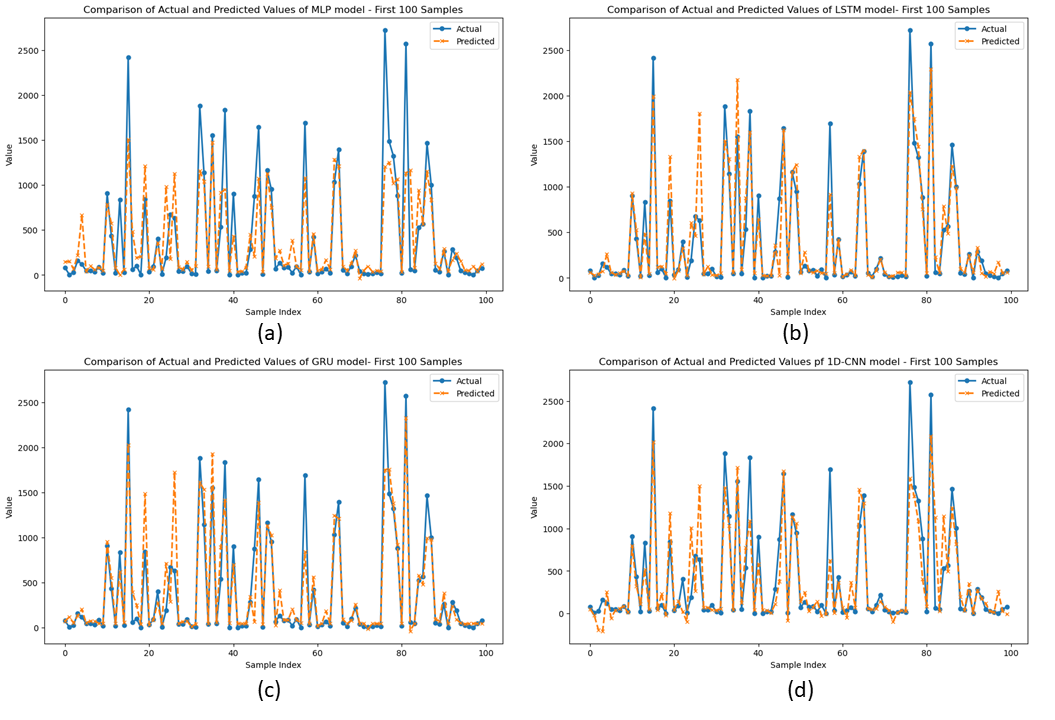 Comparison of Actual and Predicted Values of MLP model - First 100 Samples
Actual
Predicted
2500
2000
1500
1000
500
0
Value
0 20 40 60 80 100
Sample Index
(a)
Comparison of Actual and Predicted Values of LSTM model- First 100 Samples
Actual
Predicted
2500
2000
1500
1000
500
0
Value
0 20 40 60 80 100
Sample Index
(b)
Comparison of Actual and Predicted Values of GRU model- First 100 Samples
Actual
Predicted
2500
2000
1500
1000
500
0
Value
0 20 40 60 80 100
Sample Index
(c)
Comparison of Actual and Predicted Values pf 1D-CNN model - First 100 Samples
Actual
Predicted
2500
2000
1500
1000
500
0
Value
0 20 40 60 80 100
Sample Index
(d)